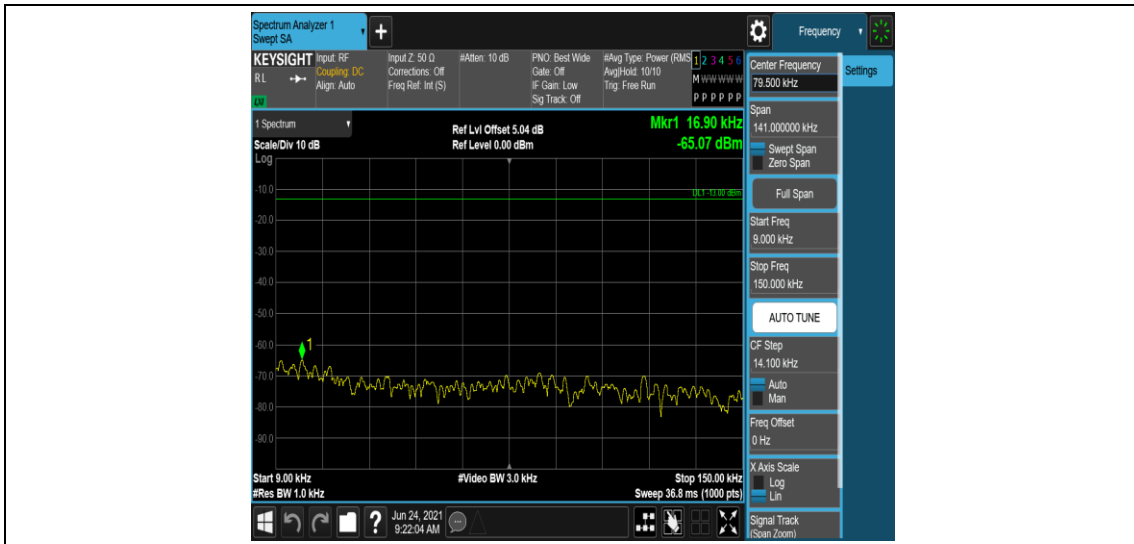 Spectrum Analyzer 1
Swept SA
+
Frequency
KEYSIGHT
RL
LXI
Input: RF
Coupling: DC
Align: Auto
Input Z: 50 Ω
Corrections: Off
Freq Ref: Int (S)
#Atten: 10 dB
PNO: Best Wide
Gate: Off
IF Gain: Low
Sig Track: Off
#Avg Type: Power (RMS
Avg|Hold: 10/10
Trig: Free Run
1 2 3 4 5 6
M W W W W W
P P P P P P
1 Spectrum
Scale/Div 10 dB
Log
Ref Lvl Offset 5.04 dB
Ref Level 0.00 dBm
Mkr1 16.90 kHz
-65.07 dBm
DL1 -13.00 dBm
-10.0
-20.0
-30.0
-40.0
-50.0
-60.0
1
-70.0
-80.0
-90.0
Start 9.00 kHz
#Video BW 3.0 kHz
Stop 150.00 kHz
#Res BW 1.0 kHz
Sweep 36.8 ms (1000 pts)
Center Frequency
79.500 kHz
Settings
Span
141.000000 kHz
Swept Span
Zero Span
Full Span
Start Freq
9.000 kHz
Stop Freq
150.000 kHz
AUTO TUNE
CF Step
14.100 kHz
Auto
Man
Freq Offset
0 Hz
X Axis Scale
Log
Lin
Signal Track
(Span Zoom)
?
Jun 24, 2021
9:22:04 AM